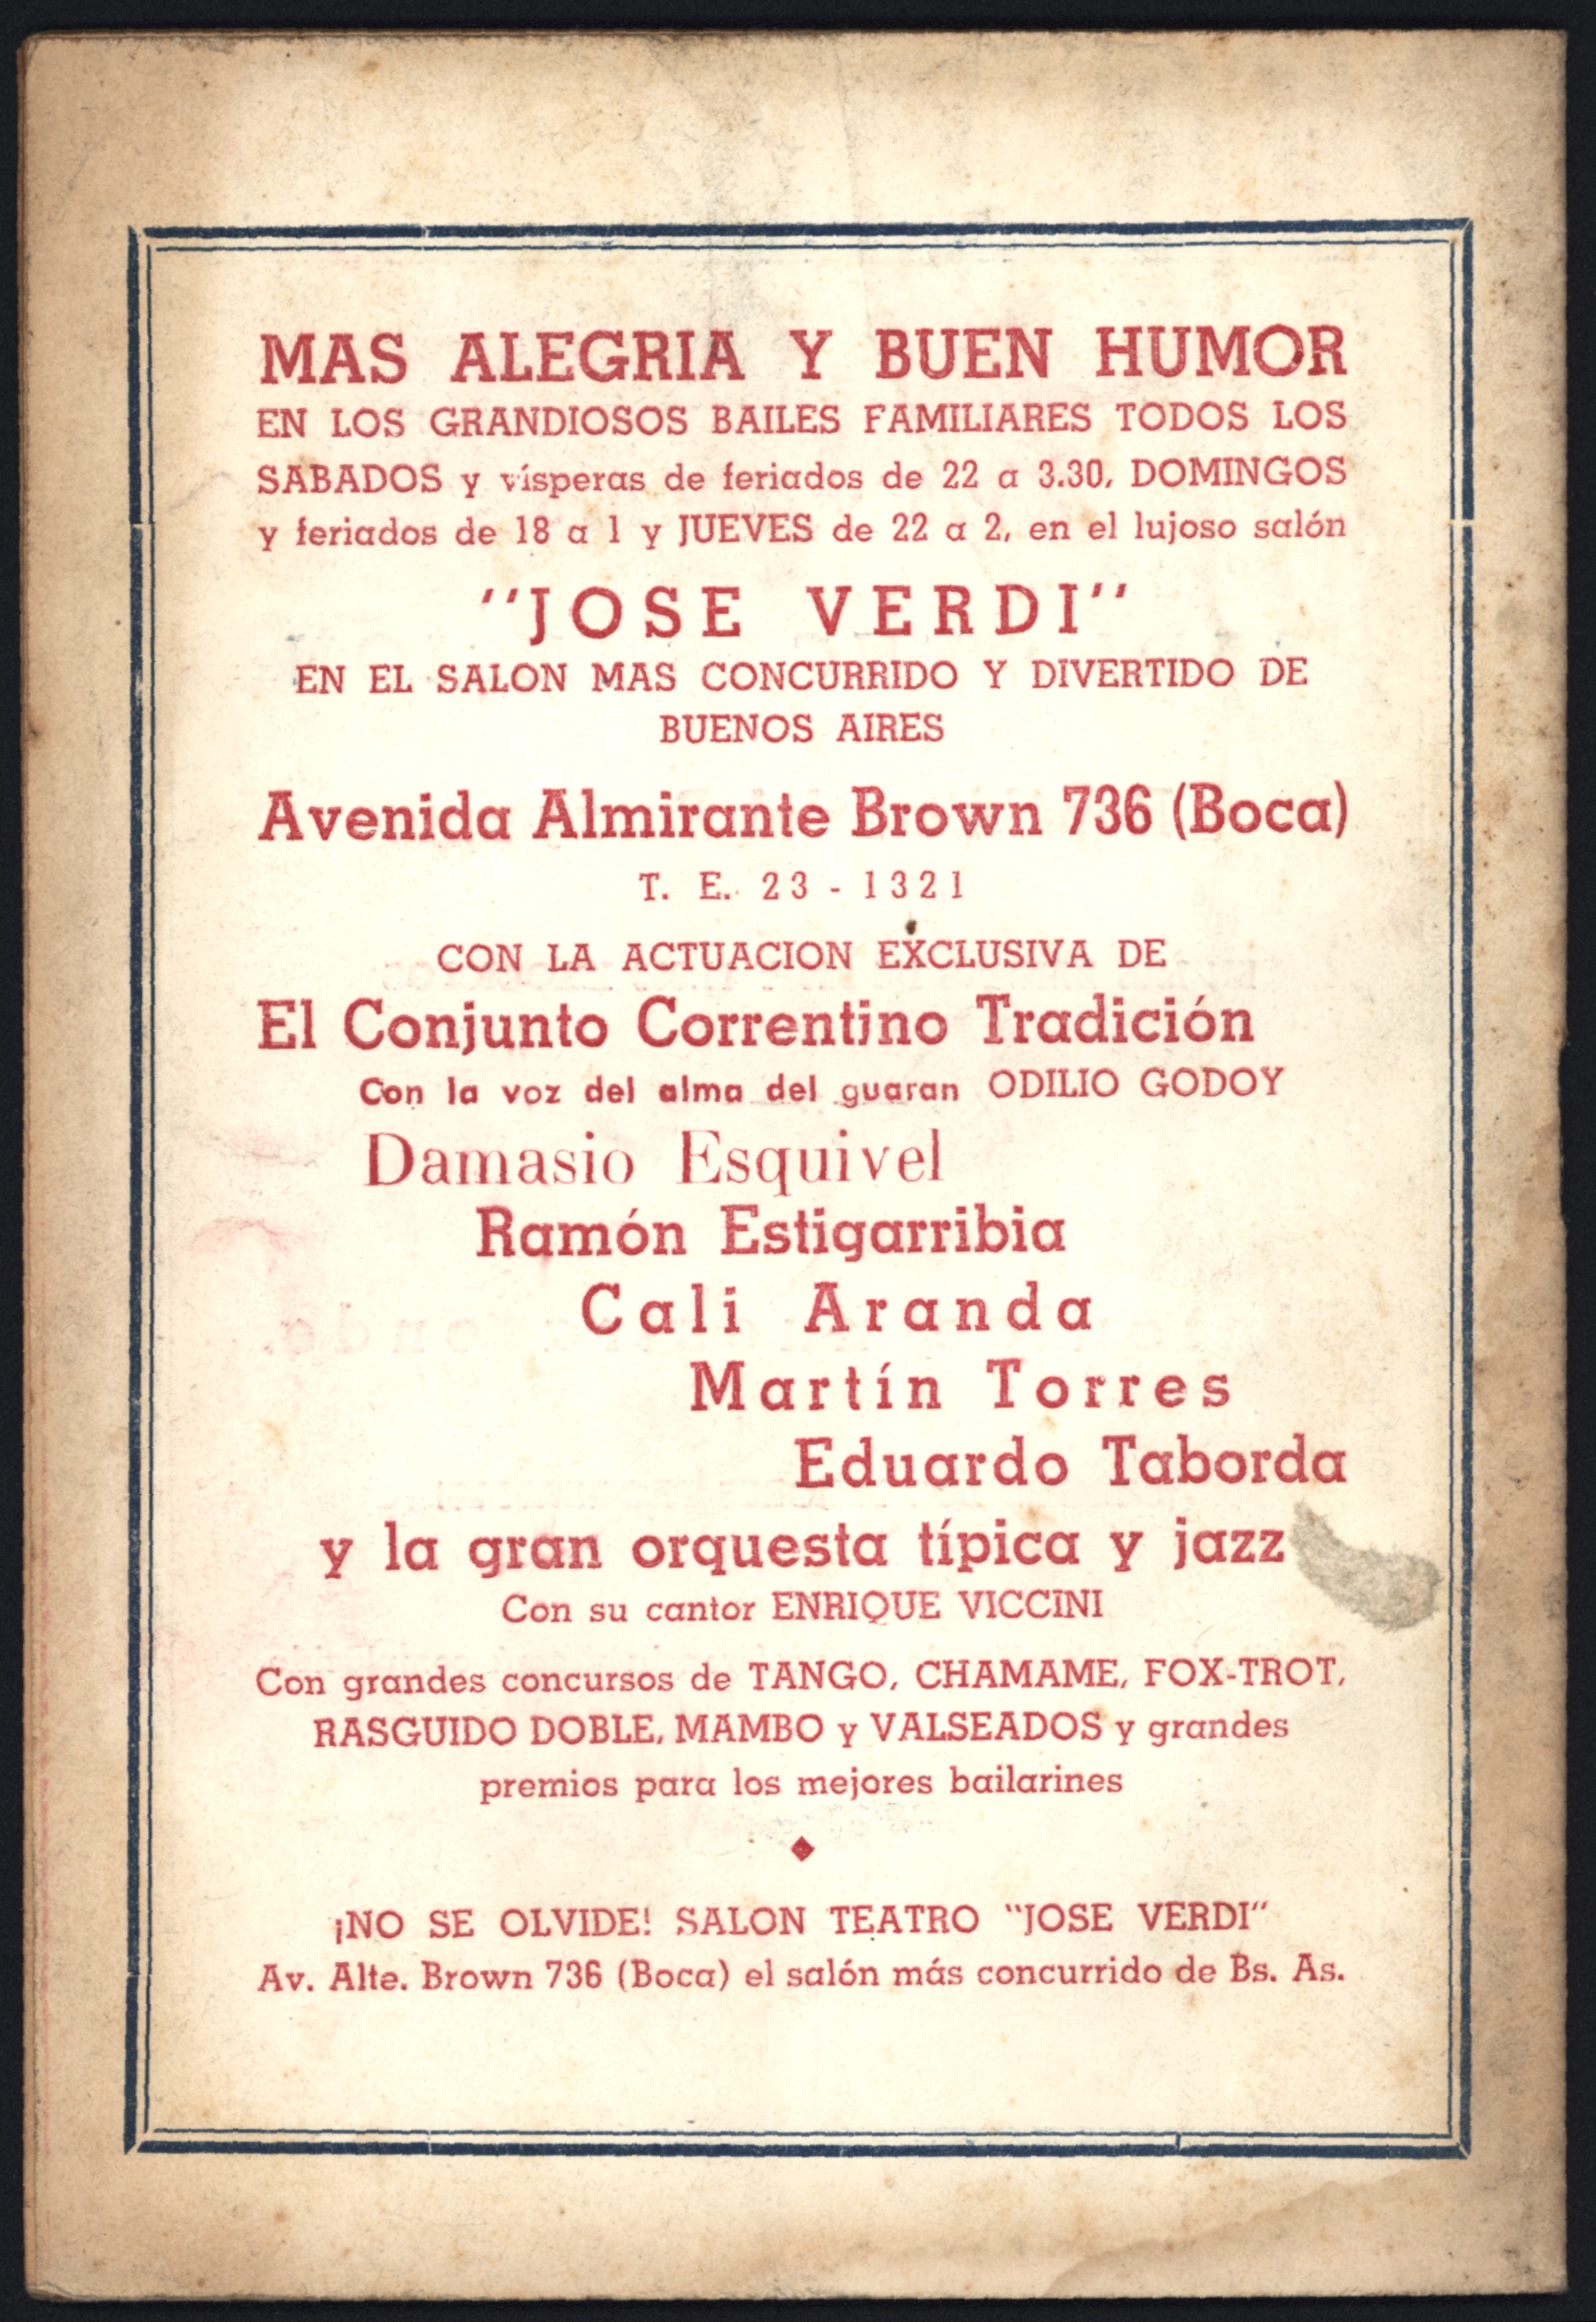 MAS ALEGRIA Y BUEN HUMOR
EN LOS GRANDIOSOS BAILES FAMILIARES TODOS LOS
SABADOS y vísperas de feriados de 22 a 3.30, DOMINGOS
y feriados de 18 a 1 y JUEVES de 22 a 2, en el lujoso salón
"JOSE VERDI"
EN EL SALON MAS CONCURRIDO Y DIVERTIDO DE
BUENOS AIRES
Avenida Almirante Brown 736 (Boca)
T. E. 23 - 1321
CON LA ACTUACION EXCLUSIVA DE
El Conjunto Correntino Tradición
Con la voz del alma del guaran ODILIO GODOY
Damasio Esquivel
Ramón Estigarribia
Cali Aranda
Martín Torres
Eduardo Taborda
y la gran orquesta típica y jazz
Con su cantor ENRIQUE VICCINI
Con grandes concursos de TANGO, CHAMAME, FOX-TROT,
RASGUIDO DOBLE, MAMBO y VALSEADOS y grandes
premios para los mejores bailarines
¡NO SE OLVIDE! SALON TEATRO "JOSE VERDI"
Av. Alte. Brown 736 (Boca) el salón más concurrido de Bs. As.